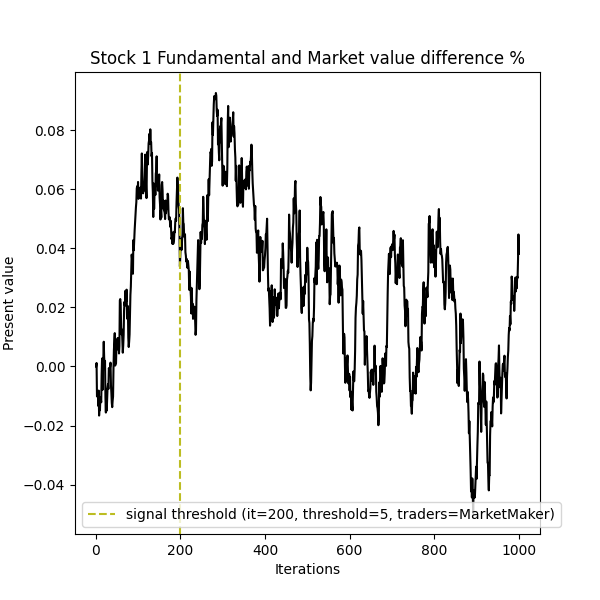 Stock 1 Fundamental and Market value difference %
Present value
0.08
0.06
0.04
0.02
0.00
−0.02
−0.04
signal threshold (it=200, threshold=5, traders=MarketMaker)
0 200 400 600 800 1000
Iterations